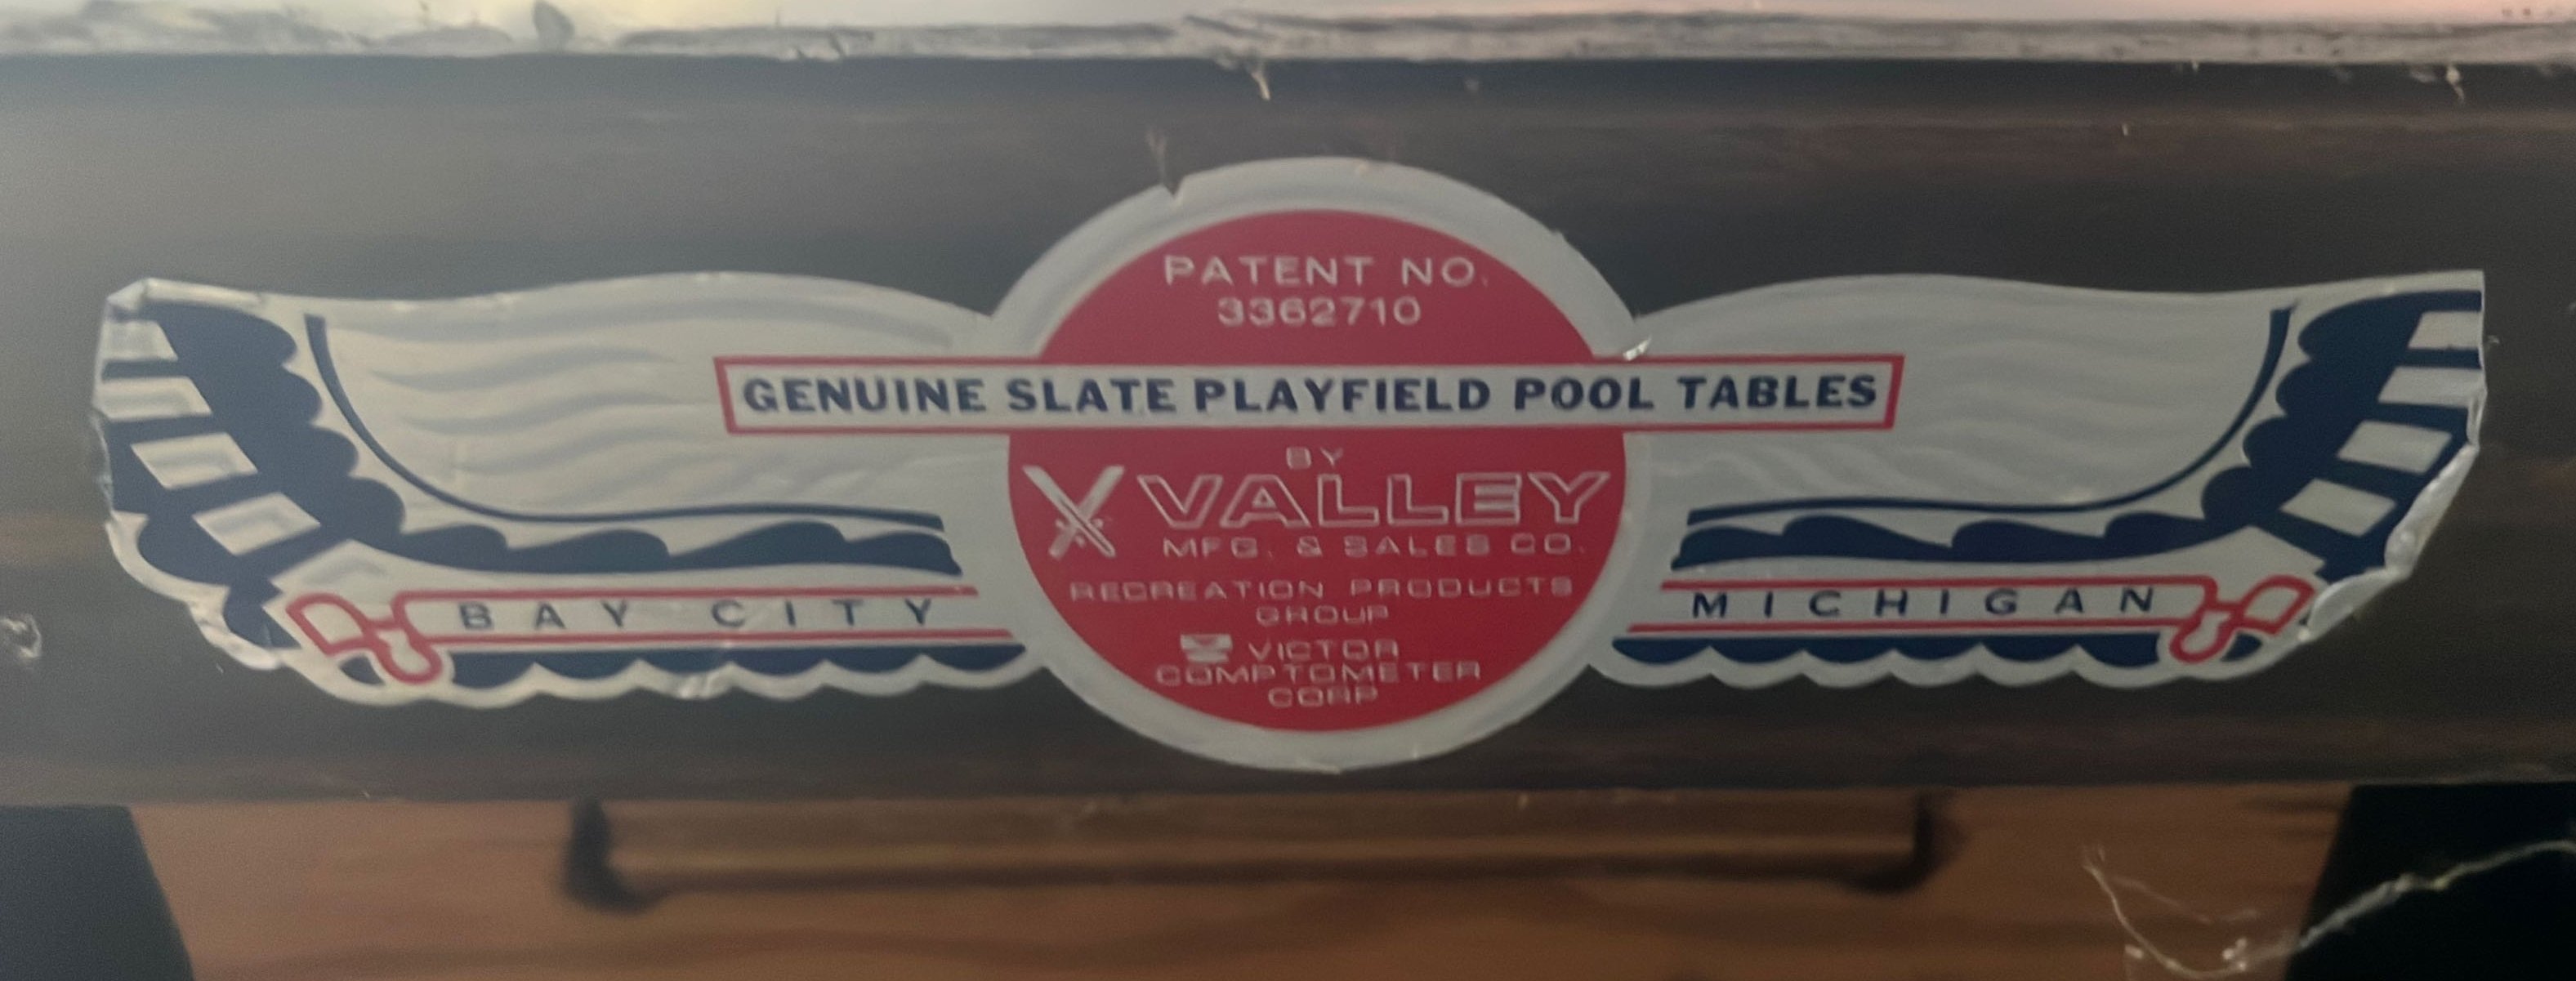 PATENT NO.
3362710
GENUINE SLATE PLAYFIELD POOL TABLES
BY
VALLEY
MFG. & SALES CO.
RECREATION PRODUCTS
GROUP
VICTOR
COMPTOMETER
CORP
BAY CITY
MICHIGAN